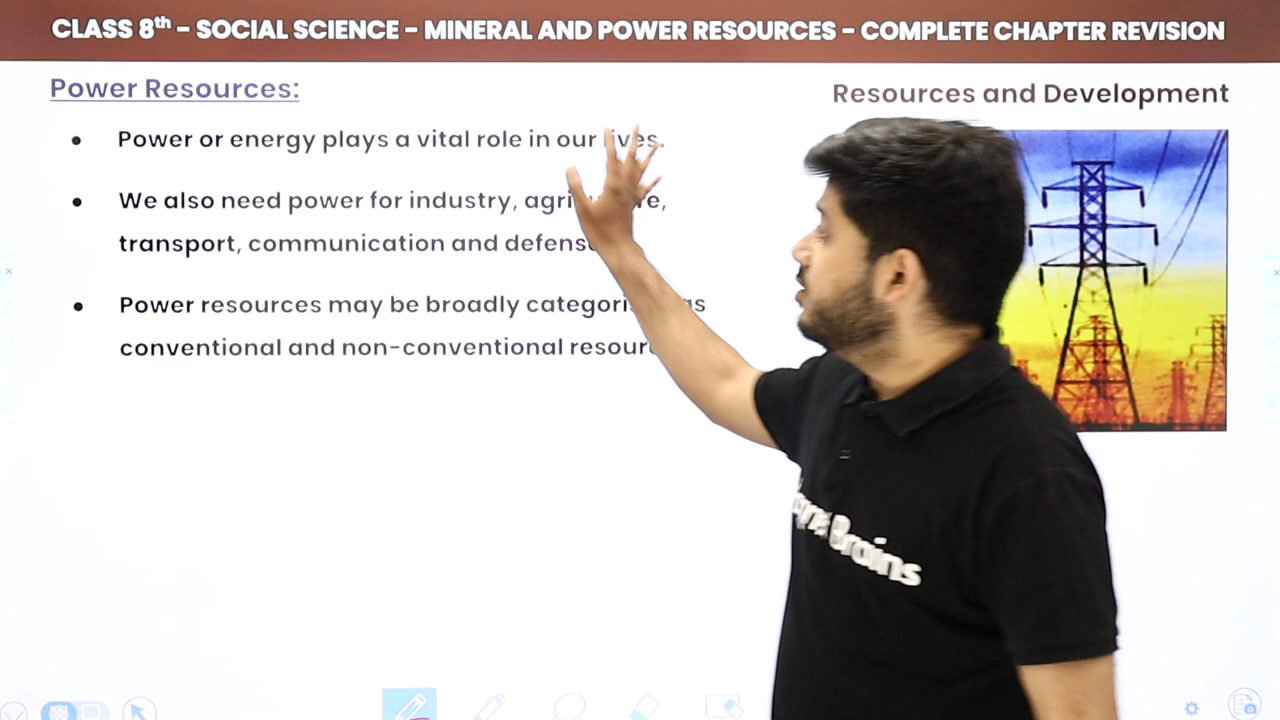 CLASS 8th – SOCIAL SCIENCE – MINERAL AND POWER RESOURCES – COMPLETE CHAPTER REVISION
Power Resources:
Resources and Development
• Power or energy plays a vital role in our lives.
• We also need power for industry,
transport, communication and
• Power resources may be broadly
conventional and non-conventional
Brains